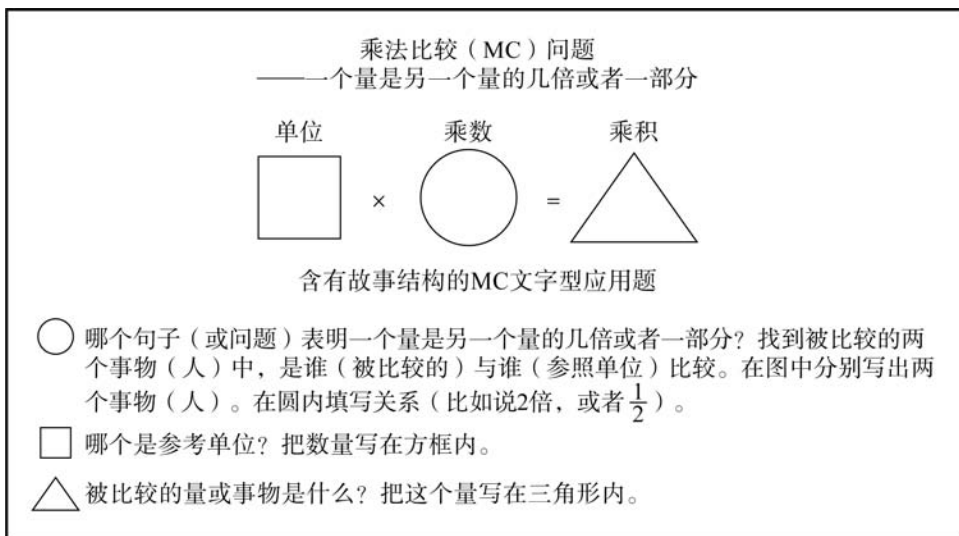 乘法比较（MC）问题
——一个量是另一个量的几倍或者一部分
单位 乘数 乘积
× =
含有故事结构的MC文字型应用题
哪个句子（或问题）表明一个量是另一个量的几倍或者一部分？找到被比较的两
个事物（人）中，是谁（被比较的）与谁（参照单位）比较。在图中分别写出两
个事物（人）。在圆内填写关系（比如说2倍，或者1/2）。
哪个是参考单位？把数量写在方框内。
被比较的量或事物是什么？把这个量写在三角形内。